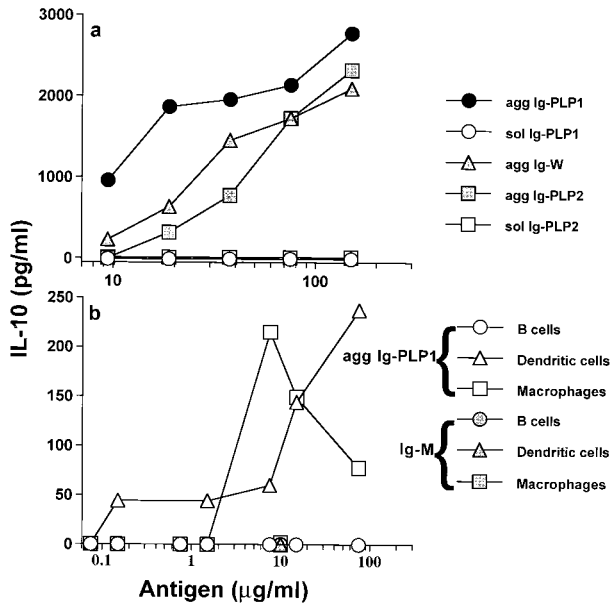 a
3000
2000
1000
0
10
100
agg Ig-PLP1
sol Ig-PLP1
agg Ig-W
agg Ig-PLP2
sol Ig-PLP2
IL-10 (pg/ml)
b
250
200
150
100
50
0
0.1
1
10
100
Antigen (µg/ml)
agg Ig-PLP1
B cells
Dendritic cells
Macrophages
Ig-M
B cells
Dendritic cells
Macrophages